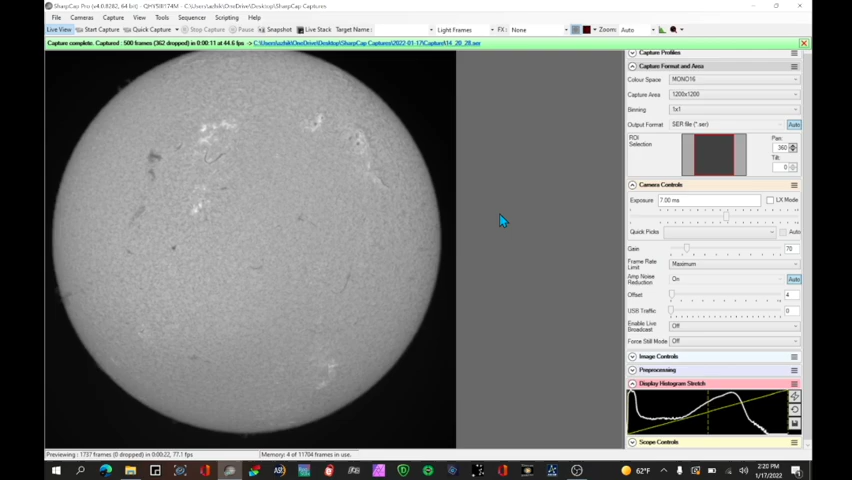 SharpCap Pro (v4.0.8282, 64 bit) - QHY5III174M
SharpCap Captures
File Cameras Capture View Tools Sequencer Scripting Help
Live View Start Capture Quick Capture Stop Capture Pause Snapshot Live Stack Target Name: Light Frames FX: None Zoom: Auto
Capture complete. Captured : 500 frames (362 dropped) in 0:00:11 at 44.6 fps ->
Capture Profiles
Capture Format and Area
Colour Space MONO16
Capture Area 1200x1200
Binning 1x1
Output Format SER file (*.ser) Auto
ROI Selection
Pan: 360
Tilt: 0
Camera Controls
Exposure 7.00 ms LX Mode
Quick Picks Auto
Gain 70
Frame Rate Limit Maximum
Amp Noise Reduction On Auto
Offset 4
USB Traffic 0
Enable Live Broadcast Off
Force Still Mode Off
Image Controls
Preprocessing
Display Histogram Stretch
Scope Controls
Previewing : 1737 frames (0 dropped) in 0:00:22, 77.1 fps
Memory: 4 of 11704 frames in use.
62°F
2:20 PM
1/17/2022